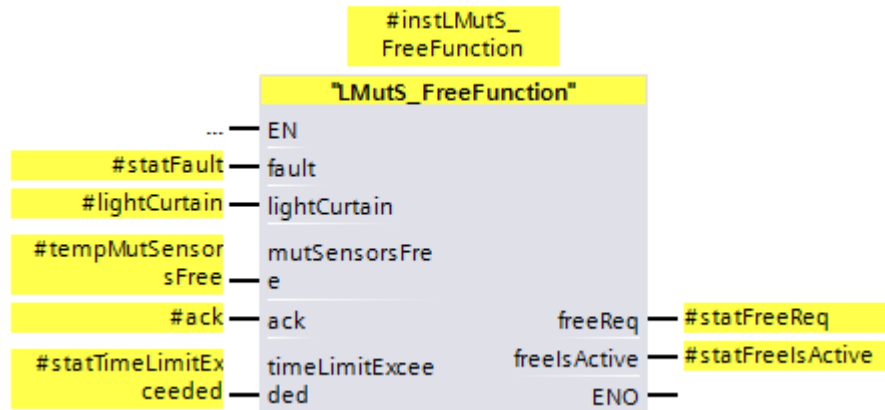 #instLMutS_
FreeFunction
"LMutS_FreeFunction"
... EN
#statFault fault
#lightCurtain lightCurtain
#tempMutSensor mutSensorsFre
sFree e
#ack ack freeReq #statFreeReq
#statTimeLimitEx timeLimitExcee freeIsActive #statFreeIsActive
ceeded ded ENO